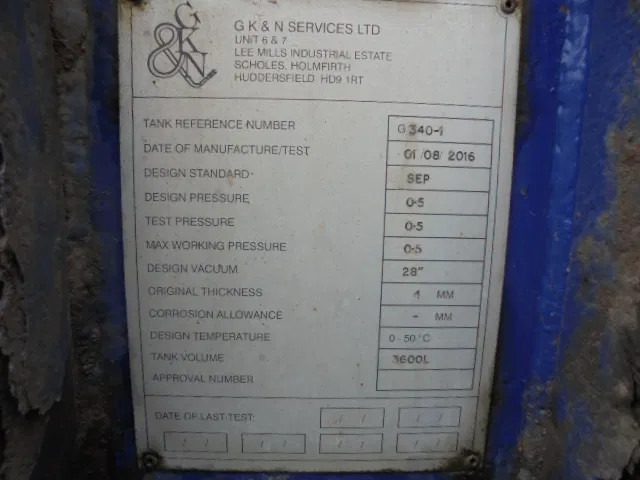 G K & N SERVICES LTD
UNIT 6 & 7
LEE MILLS INDUSTRIAL ESTATE
SCHOLES, HOLMFIRTH
HUDDERSFIELD HD9 1RT
GK&N
TANK REFERENCE NUMBER G340-1
DATE OF MANUFACTURE/TEST 01/08/2016
DESIGN STANDARD SEP
DESIGN PRESSURE 0.5
TEST PRESSURE 0.5
MAX WORKING PRESSURE 0.5
DESIGN VACUUM 28"
ORIGINAL THICKNESS 4 MM
CORROSION ALLOWANCE - MM
DESIGN TEMPERATURE 0 - 50°C
TANK VOLUME 3600L
APPROVAL NUMBER
DATE OF LAST TEST: / / / /
/ / / / / / / /